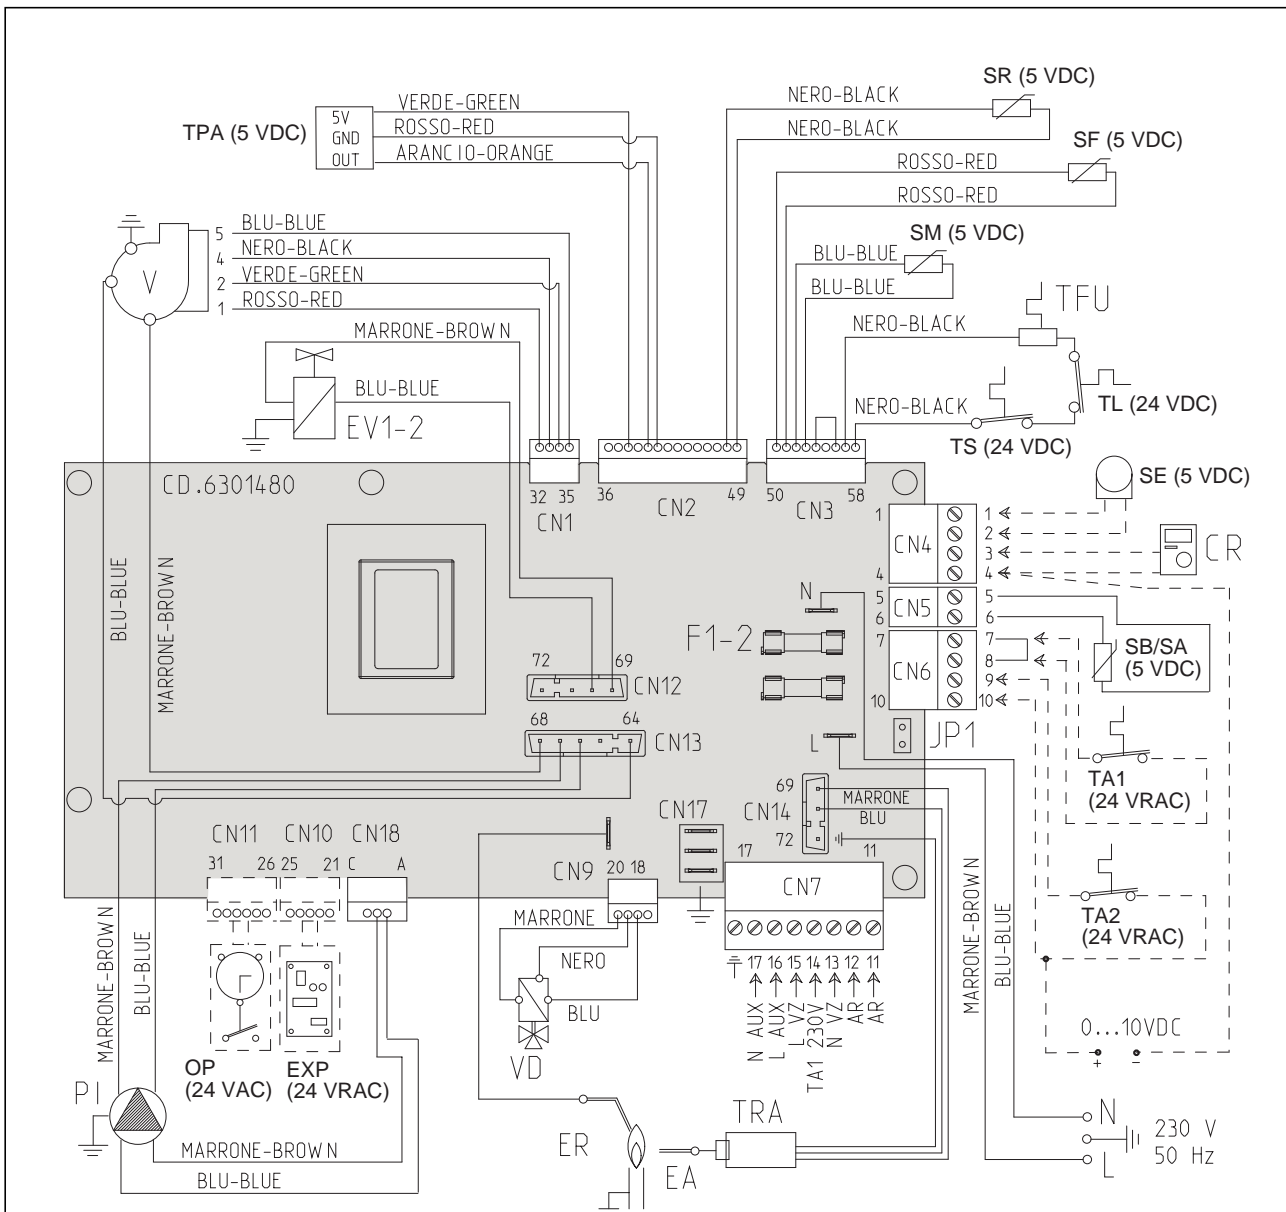 SR (5 VDC)
NERO-BLACK
NERO-BLACK
VERDE-GREEN
5V
GND
OUT
TPA (5 VDC)
ROSSO-RED
ARANCIO-ORANGE
SF (5 VDC)
ROSSO-RED
ROSSO-RED
5 BLU-BLUE
4 NERO-BLACK
2 VERDE-GREEN
1 ROSSO-RED
V
SM (5 VDC)
BLU-BLUE
BLU-BLUE
TFU
NERO-BLACK
MARRONE-BROWN
BLU-BLUE
EV1-2
NERO-BLACK
TL (24 VDC)
TS (24 VDC)
CD.6301480
32 35
CN1
36 49
CN2
50 58
CN3
SE (5 VDC)
1 CN4 4
1
2
3
4
CR
N
5 CN5 6
5
6
SB/SA
(5 VDC)
F1-2
7 CN6 10
7
8
9
10
BLU-BLUE
MARRONE-BROWN
72 69
CN12
68 64
CN13
L
JP1
TA1
(24 VRAC)
69
CN14
72
MARRONE
BLU
CN17
CN11
31 26
CN10
25 21
CN18
C A
CN9
20 18
17 11
CN7
TA2
(24 VRAC)
MARRONE-BROWN
BLU-BLUE
MARRONE
NERO
BLU
VD
17 16 15 14 13 12 11
N AUX
L AUX
L VZ
TA1 230V
N VZ
AR
AR
MARRONE-BROWN
BLU-BLUE
0...10VDC
+ -
OP
(24 VAC)
EXP
(24 VRAC)
PI
MARRONE-BROWN
BLU-BLUE
ER
EA
TRA
N
L
230 V
50 Hz